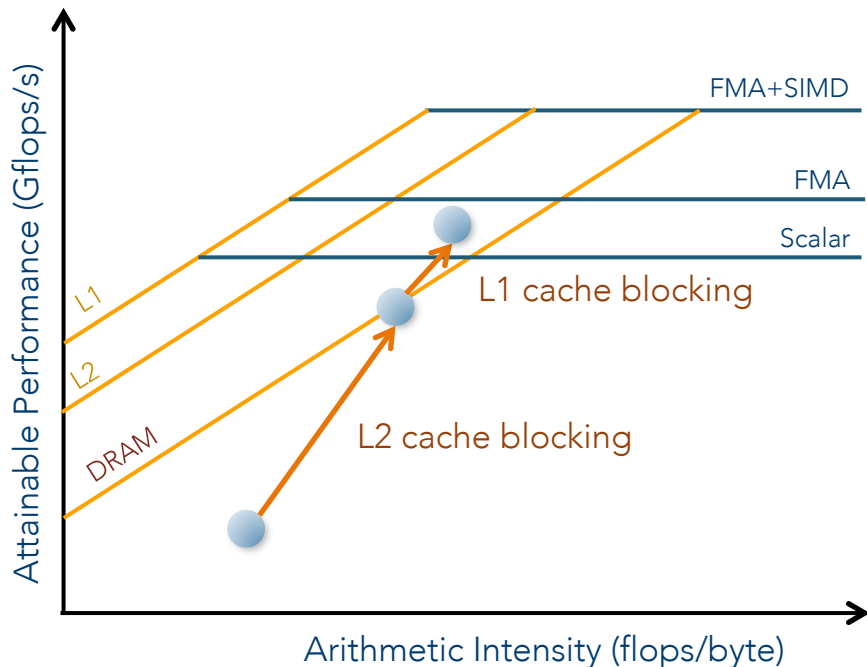 Attainable Performance (Gflops/s)
FMA+SIMD
FMA
Scalar
L1
L2
DRAM
L1 cache blocking
L2 cache blocking
Arithmetic Intensity (flops/byte)